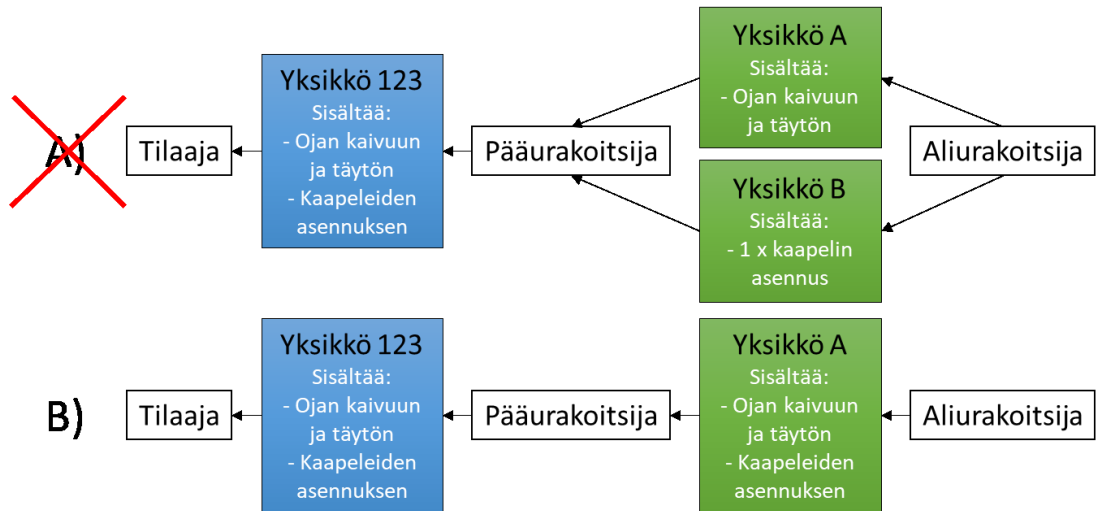 A)
Tilaaja
Yksikkö 123
Sisältää:
- Ojan kaivuun
ja täytön
- Kaapeleiden
asennuksen
Pääurakoitsija
Yksikkö A
Sisältää:
- Ojan kaivuun
ja täytön
Yksikkö B
Sisältää:
- 1 x kaapelin
asennus
Aliurakoitsija
B)
Tilaaja
Yksikkö 123
Sisältää:
- Ojan kaivuun
ja täytön
- Kaapeleiden
asennuksen
Pääurakoitsija
Yksikkö A
Sisältää:
- Ojan kaivuun
ja täytön
- Kaapeleiden
asennuksen
Aliurakoitsija